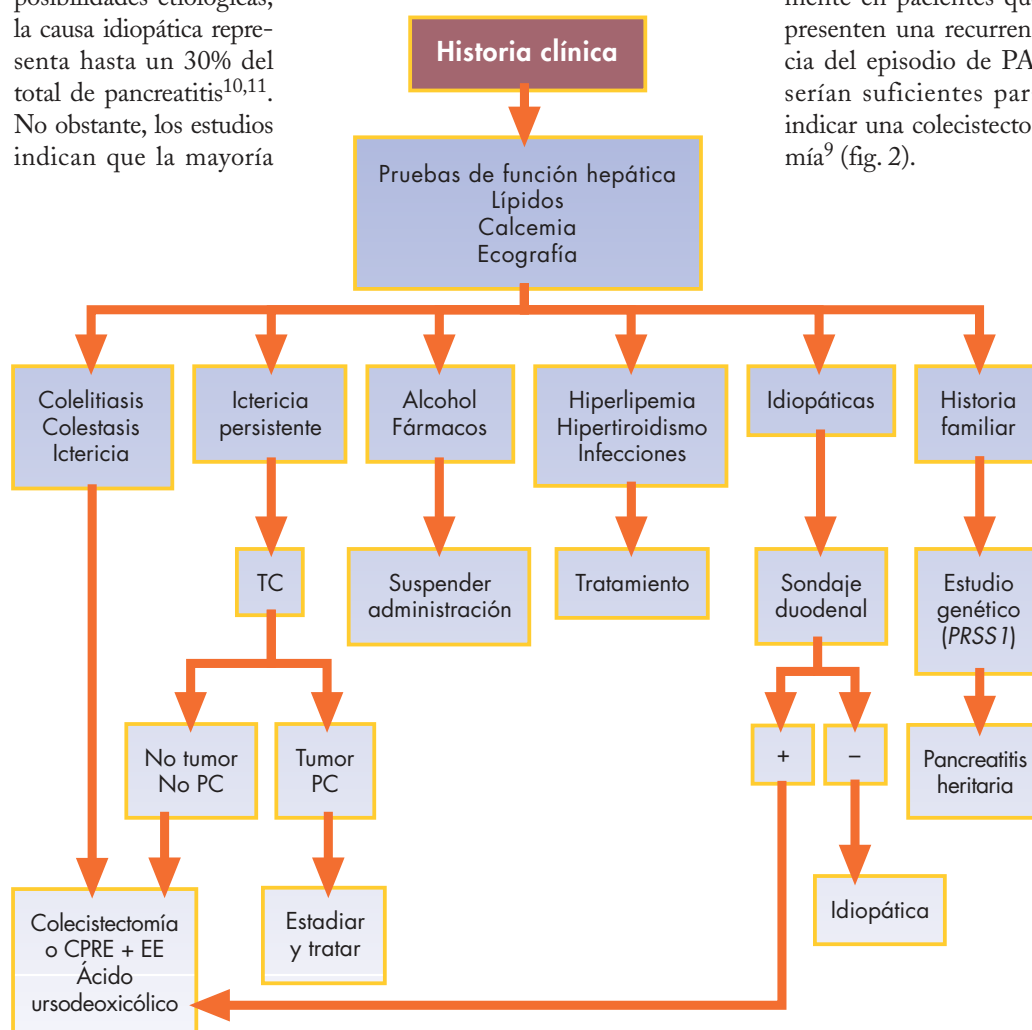 posibilidades etiológicas,
la causa idiopática repre-
senta hasta un 30% del
total de pancreatitis10,11.
No obstante, los estudios
indican que la mayoría
mente en pacientes qu
presenten una recurren
cia del episodio de PA
serían suficientes par
indicar una colecistecto
mía9 (fig. 2).
Historia clínica
Pruebas de función hepática
Lípidos
Calcemia
Ecografía
Colelitiasis
Colestasis
Ictericia
Ictericia
persistente
Alcohol
Fármacos
Hiperlipemia
Hipertiroidismo
Infecciones
Idiopáticas
Historia
familiar
TC
Suspender
administración
Tratamiento
Sondaje
duodenal
Estudio
genético
(PRSS1)
No tumor
No PC
Tumor
PC
+
–
Pancreatitis
heritaria
Colecistectomía
o CPRE + EE
Ácido
ursodeoxicólico
Estadiar
y tratar
Idiopática